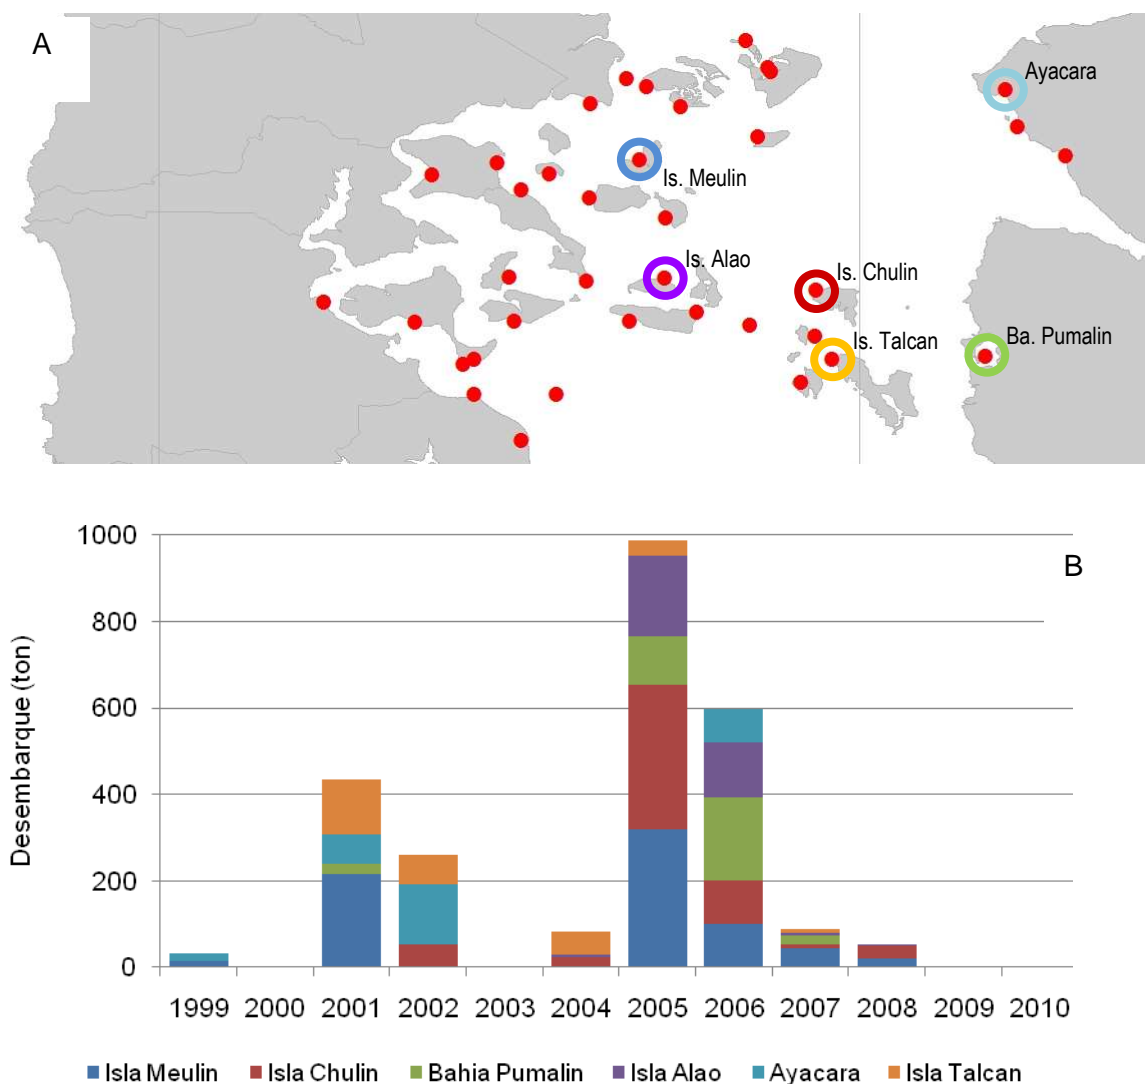 A
Ayacara
Is. Meulin
Is. Alao
Is. Chulin
Is. Talcan
Ba. Pumalin
B
Desembarque (ton)
1000
800
600
400
200
0
1999 2000 2001 2002 2003 2004 2005 2006 2007 2008 2009 2010
Isla Meulin Isla Chulin Bahia Pumalin Isla Alao Ayacara Isla Talcan